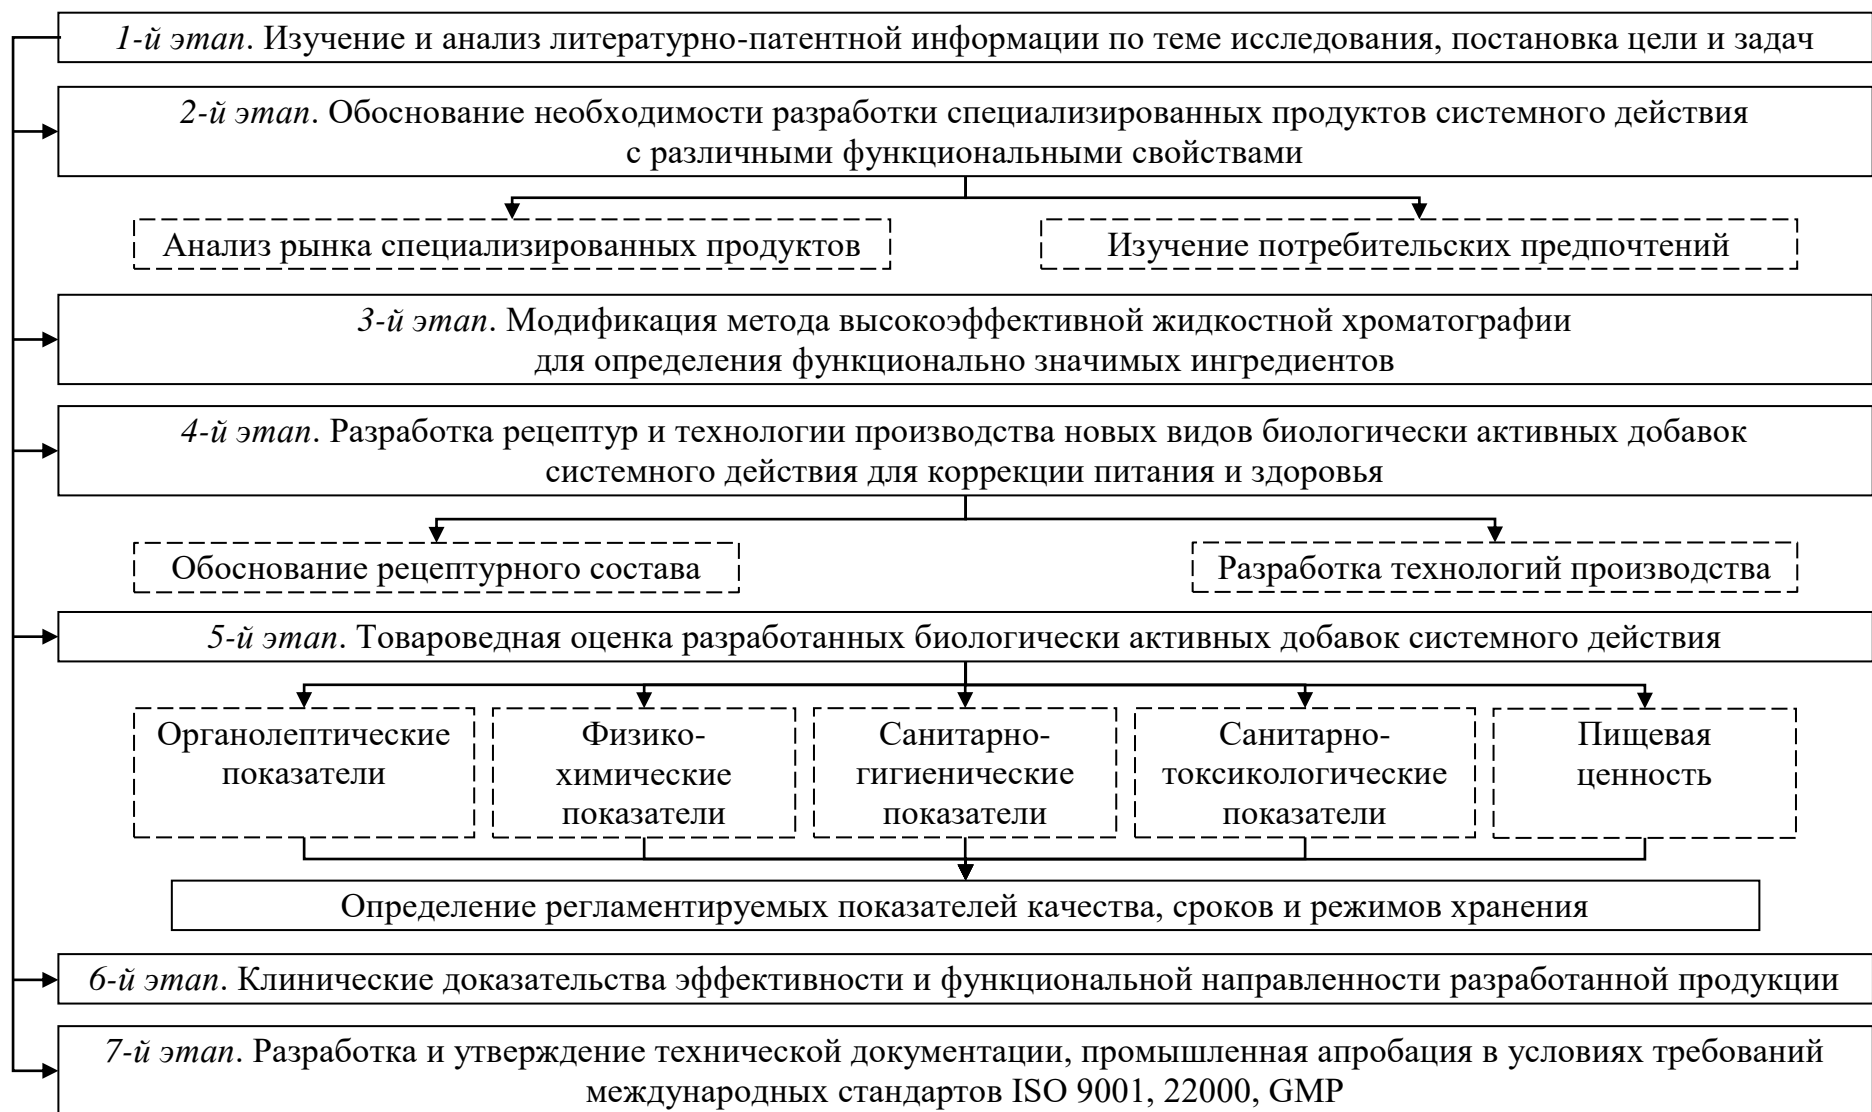 1-й этап. Изучение и анализ литературно-патентной информации по теме исследования, постановка цели и задач
2-й этап. Обоснование необходимости разработки специализированных продуктов системного действия
с различными функциональными свойствами
Анализ рынка специализированных продуктов
Изучение потребительских предпочтений
3-й этап. Модификация метода высокоэффективной жидкостной хроматографии
для определения функционально значимых ингредиентов
4-й этап. Разработка рецептур и технологии производства новых видов биологически активных добавок
системного действия для коррекции питания и здоровья
Обоснование рецептурного состава
Разработка технологий производства
5-й этап. Товароведная оценка разработанных биологически активных добавок системного действия
Органолептические
показатели
Физико-
химические
показатели
Санитарно-
гигиенические
показатели
Санитарно-
токсикологические
показатели
Пищевая
ценность
Определение регламентируемых показателей качества, сроков и режимов хранения
6-й этап. Клинические доказательства эффективности и функциональной направленности разработанной продукции
7-й этап. Разработка и утверждение технической документации, промышленная апробация в условиях требований
международных стандартов ISO 9001, 22000, GMP